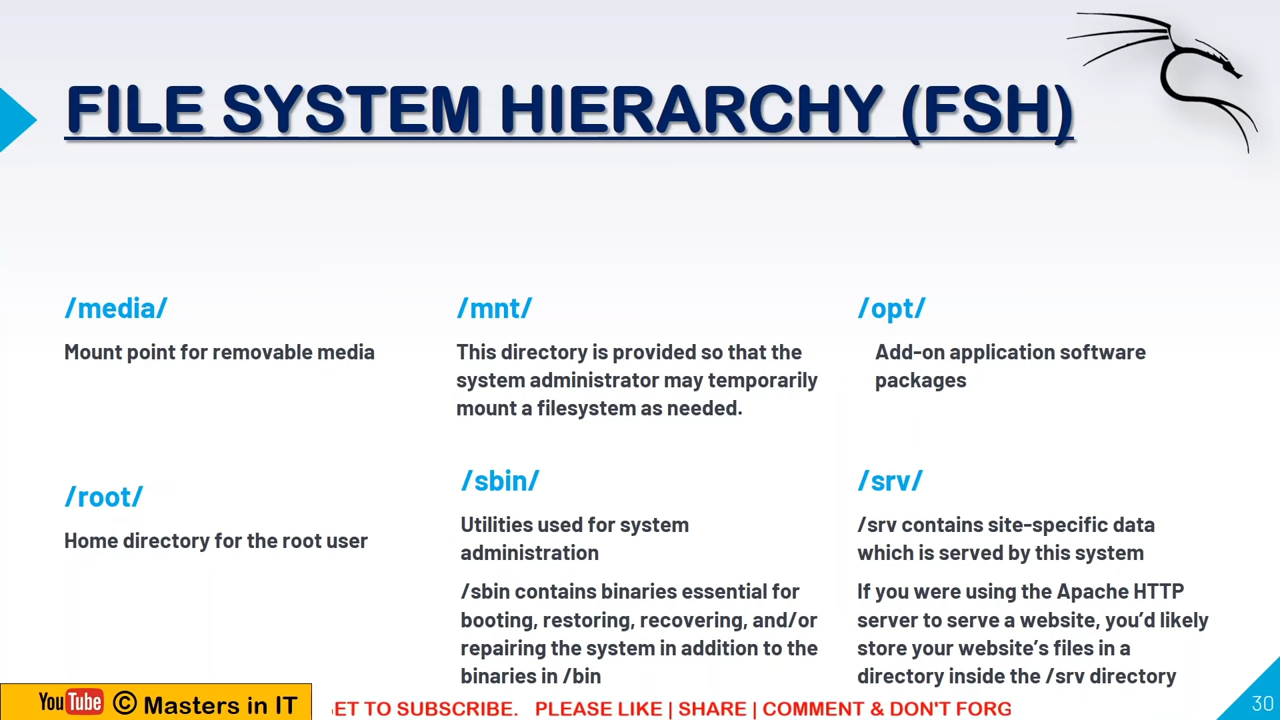 FILE SYSTEM HIERARCHY (FSH)
/media/
Mount point for removable media
/mnt/
This directory is provided so that the
system administrator may temporarily
mount a filesystem as needed.
/opt/
Add-on application software
packages
/root/
Home directory for the root user
/sbin/
Utilities used for system
administration
/sbin contains binaries essential for
booting, restoring, recovering, and/or
repairing the system in addition to the
binaries in /bin
/srv/
/srv contains site-specific data
which is served by this system
If you were using the Apache HTTP
server to serve a website, you’d likely
store your website’s files in a
directory inside the /srv directory
YouTube © Masters in IT
ET TO SUBSCRIBE. PLEASE LIKE | SHARE | COMMENT & DON'T FORG
30